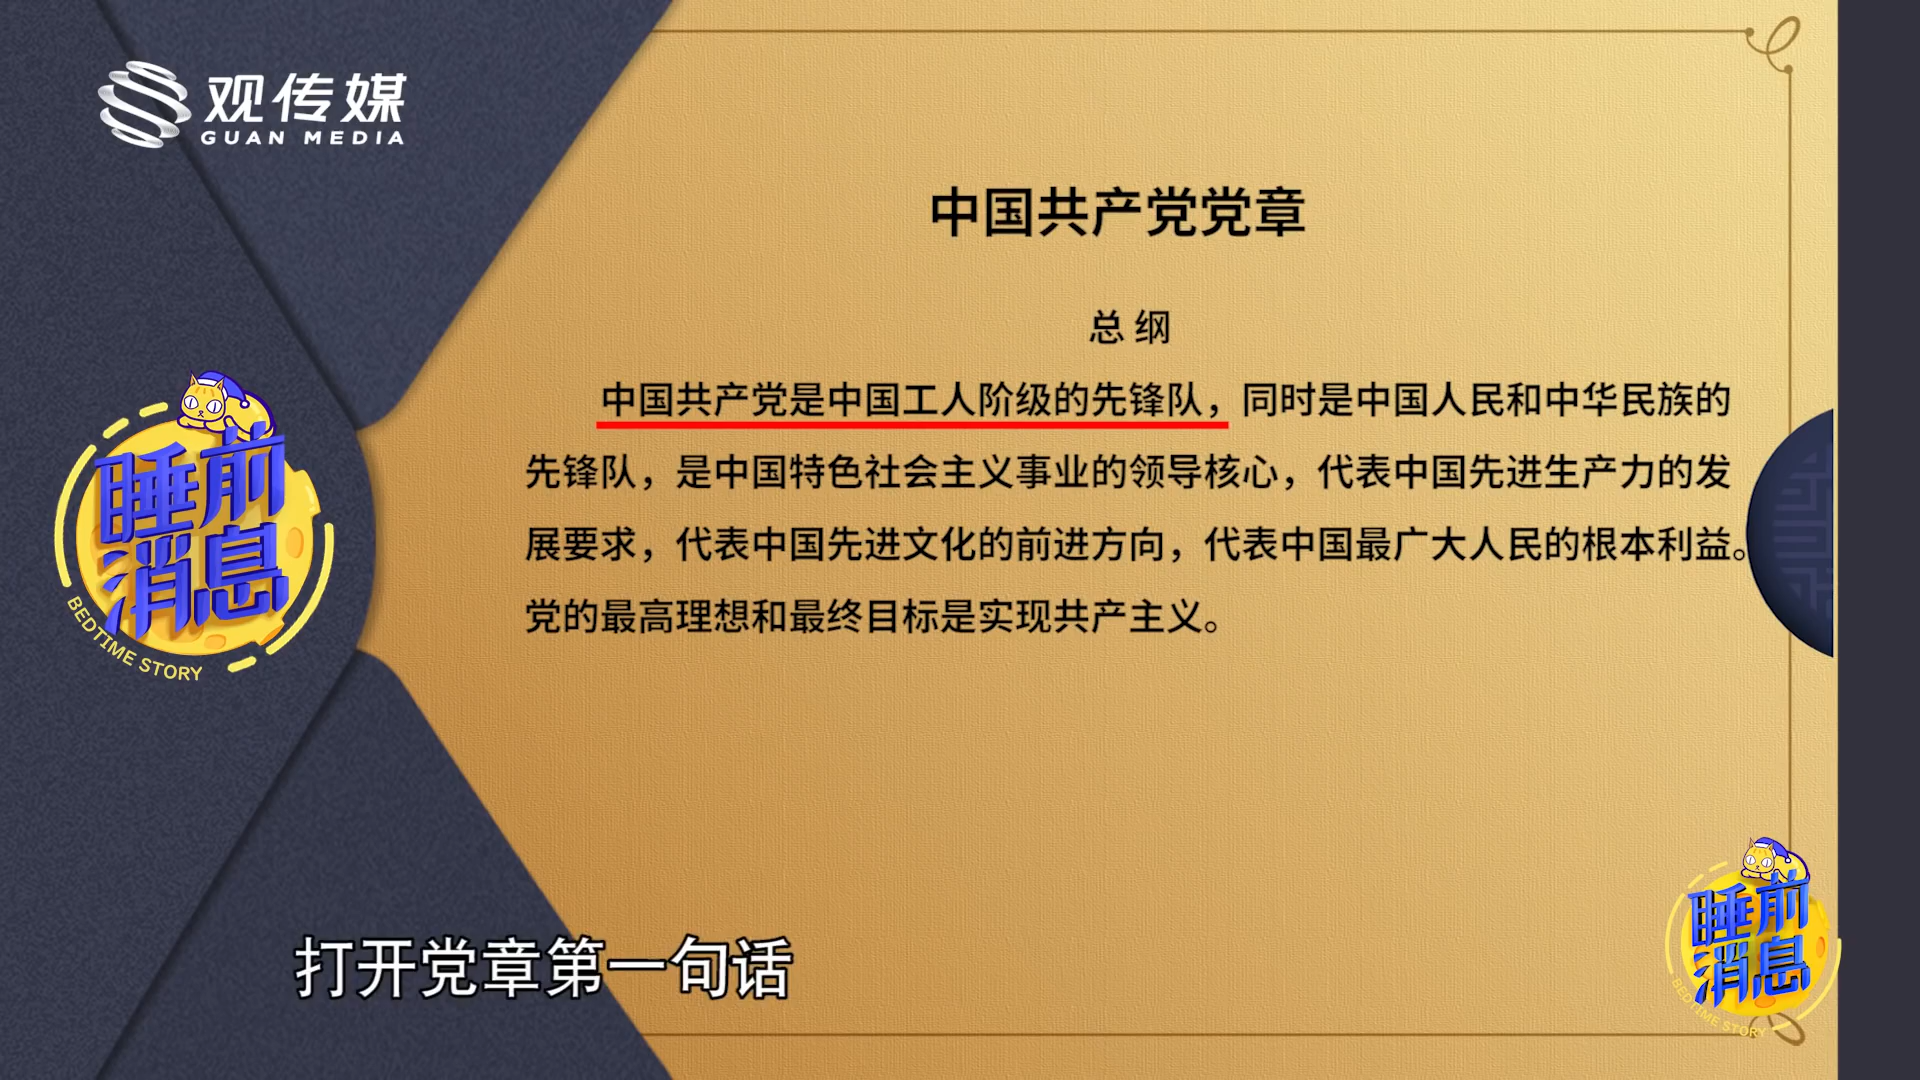 观传媒
GUAN MEDIA
中国共产党党章
总 纲
中国共产党是中国工人阶级的先锋队，同时是中国人民和中华民族的
先锋队，是中国特色社会主义事业的领导核心，代表中国先进生产力的发
展要求，代表中国先进文化的前进方向，代表中国最广大人民的根本利益。
党的最高理想和最终目标是实现共产主义。
睡前
消息
BEDTIME STORY
打开党章第一句话
睡前
消息
BEDTIME STORY